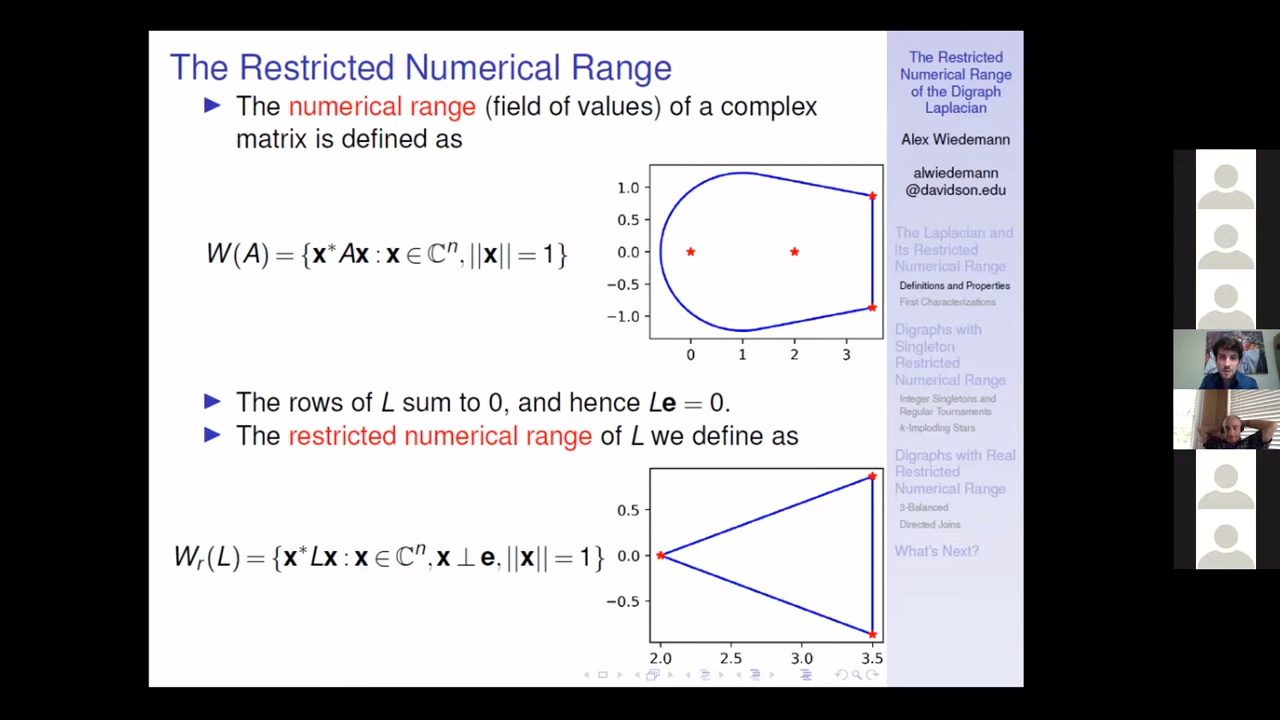 The Restricted Numerical Range
The numerical range (field of values) of a complex
matrix is defined as
W(A) = {x*Ax : x ∈ ℂⁿ, ||x|| = 1}
1.0
0.5
0.0
−0.5
−1.0
0 1 2 3
The rows of L sum to 0, and hence Le = 0.
The restricted numerical range of L we define as
Wᵣ(L) = {x*Lx : x ∈ ℂⁿ, x ⊥ e, ||x|| = 1}
0.5
0.0
−0.5
2.0 2.5 3.0 3.5
The Restricted
Numerical Range
of the Digraph
Laplacian
Alex Wiedemann
alwiedemann
@davidson.edu
The Laplacian and
its Restricted
Numerical Range
Definitions and Properties
First Characterizations
Digraphs with
Singleton
Restricted
Numerical Range
Integer Singletons and
Regular Tournaments
k-Imploding Stars
Digraphs with Real
Restricted
Numerical Range
3-Balanced
Directed Joins
What's Next?